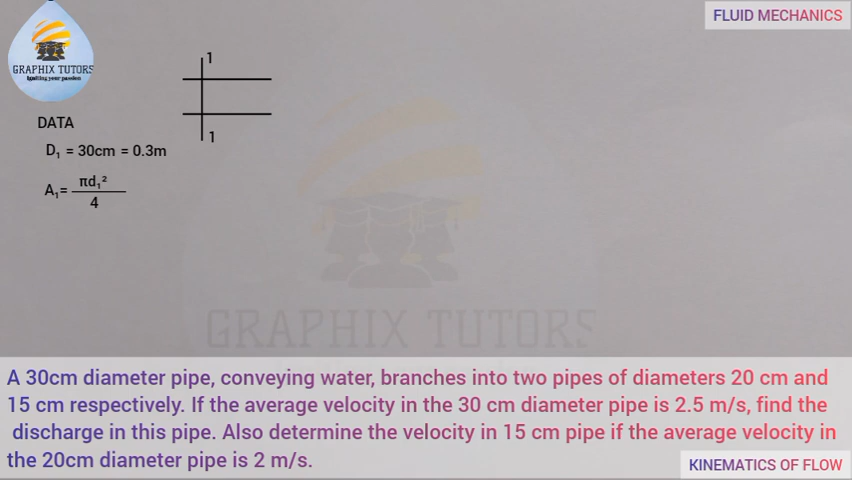 FLUID MECHANICS
GRAPHIX TUTORS
Igniting your passion
1
DATA
1
D₁ = 30cm = 0.3m
A₁= πd₁²
4
GRAPHIX TUTORS
A 30cm diameter pipe, conveying water, branches into two pipes of diameters 20 cm and
15 cm respectively. If the average velocity in the 30 cm diameter pipe is 2.5 m/s, find the
discharge in this pipe. Also determine the velocity in 15 cm pipe if the average velocity in
the 20cm diameter pipe is 2 m/s.
KINEMATICS OF FLOW